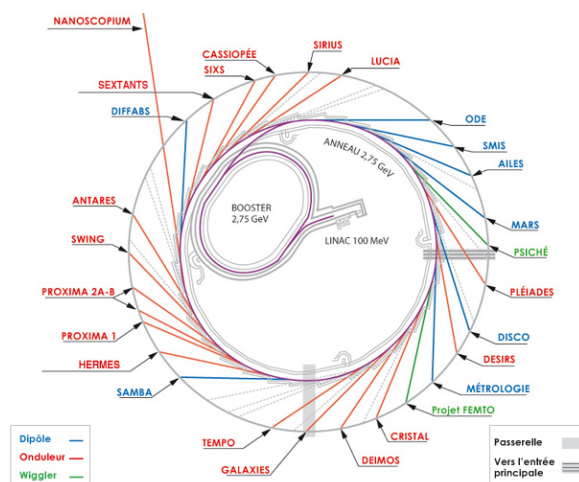 NANOSCOPIUM
CASSIOPÉE
SIRIUS
SIXS
LUCIA
SEXTANTS
DIFFABS
ODE
SMIS
AILES
ANNEAU 2,75 GeV
BOOSTER
2,75 GeV
LINAC 100 MeV
ANTARES
MARS
SWING
PSICHÉ
PROXIMA 2A-B
PLÉIADES
PROXIMA 1
DISCO
HERMES
DESIRS
SAMBA
MÉTROLOGIE
Projet FEMTO
TEMPO
CRISTAL
GALAXIES
DEIMOS
Dipôle
Onduleur
Wiggler
Passerelle
Vers l'entrée
principale